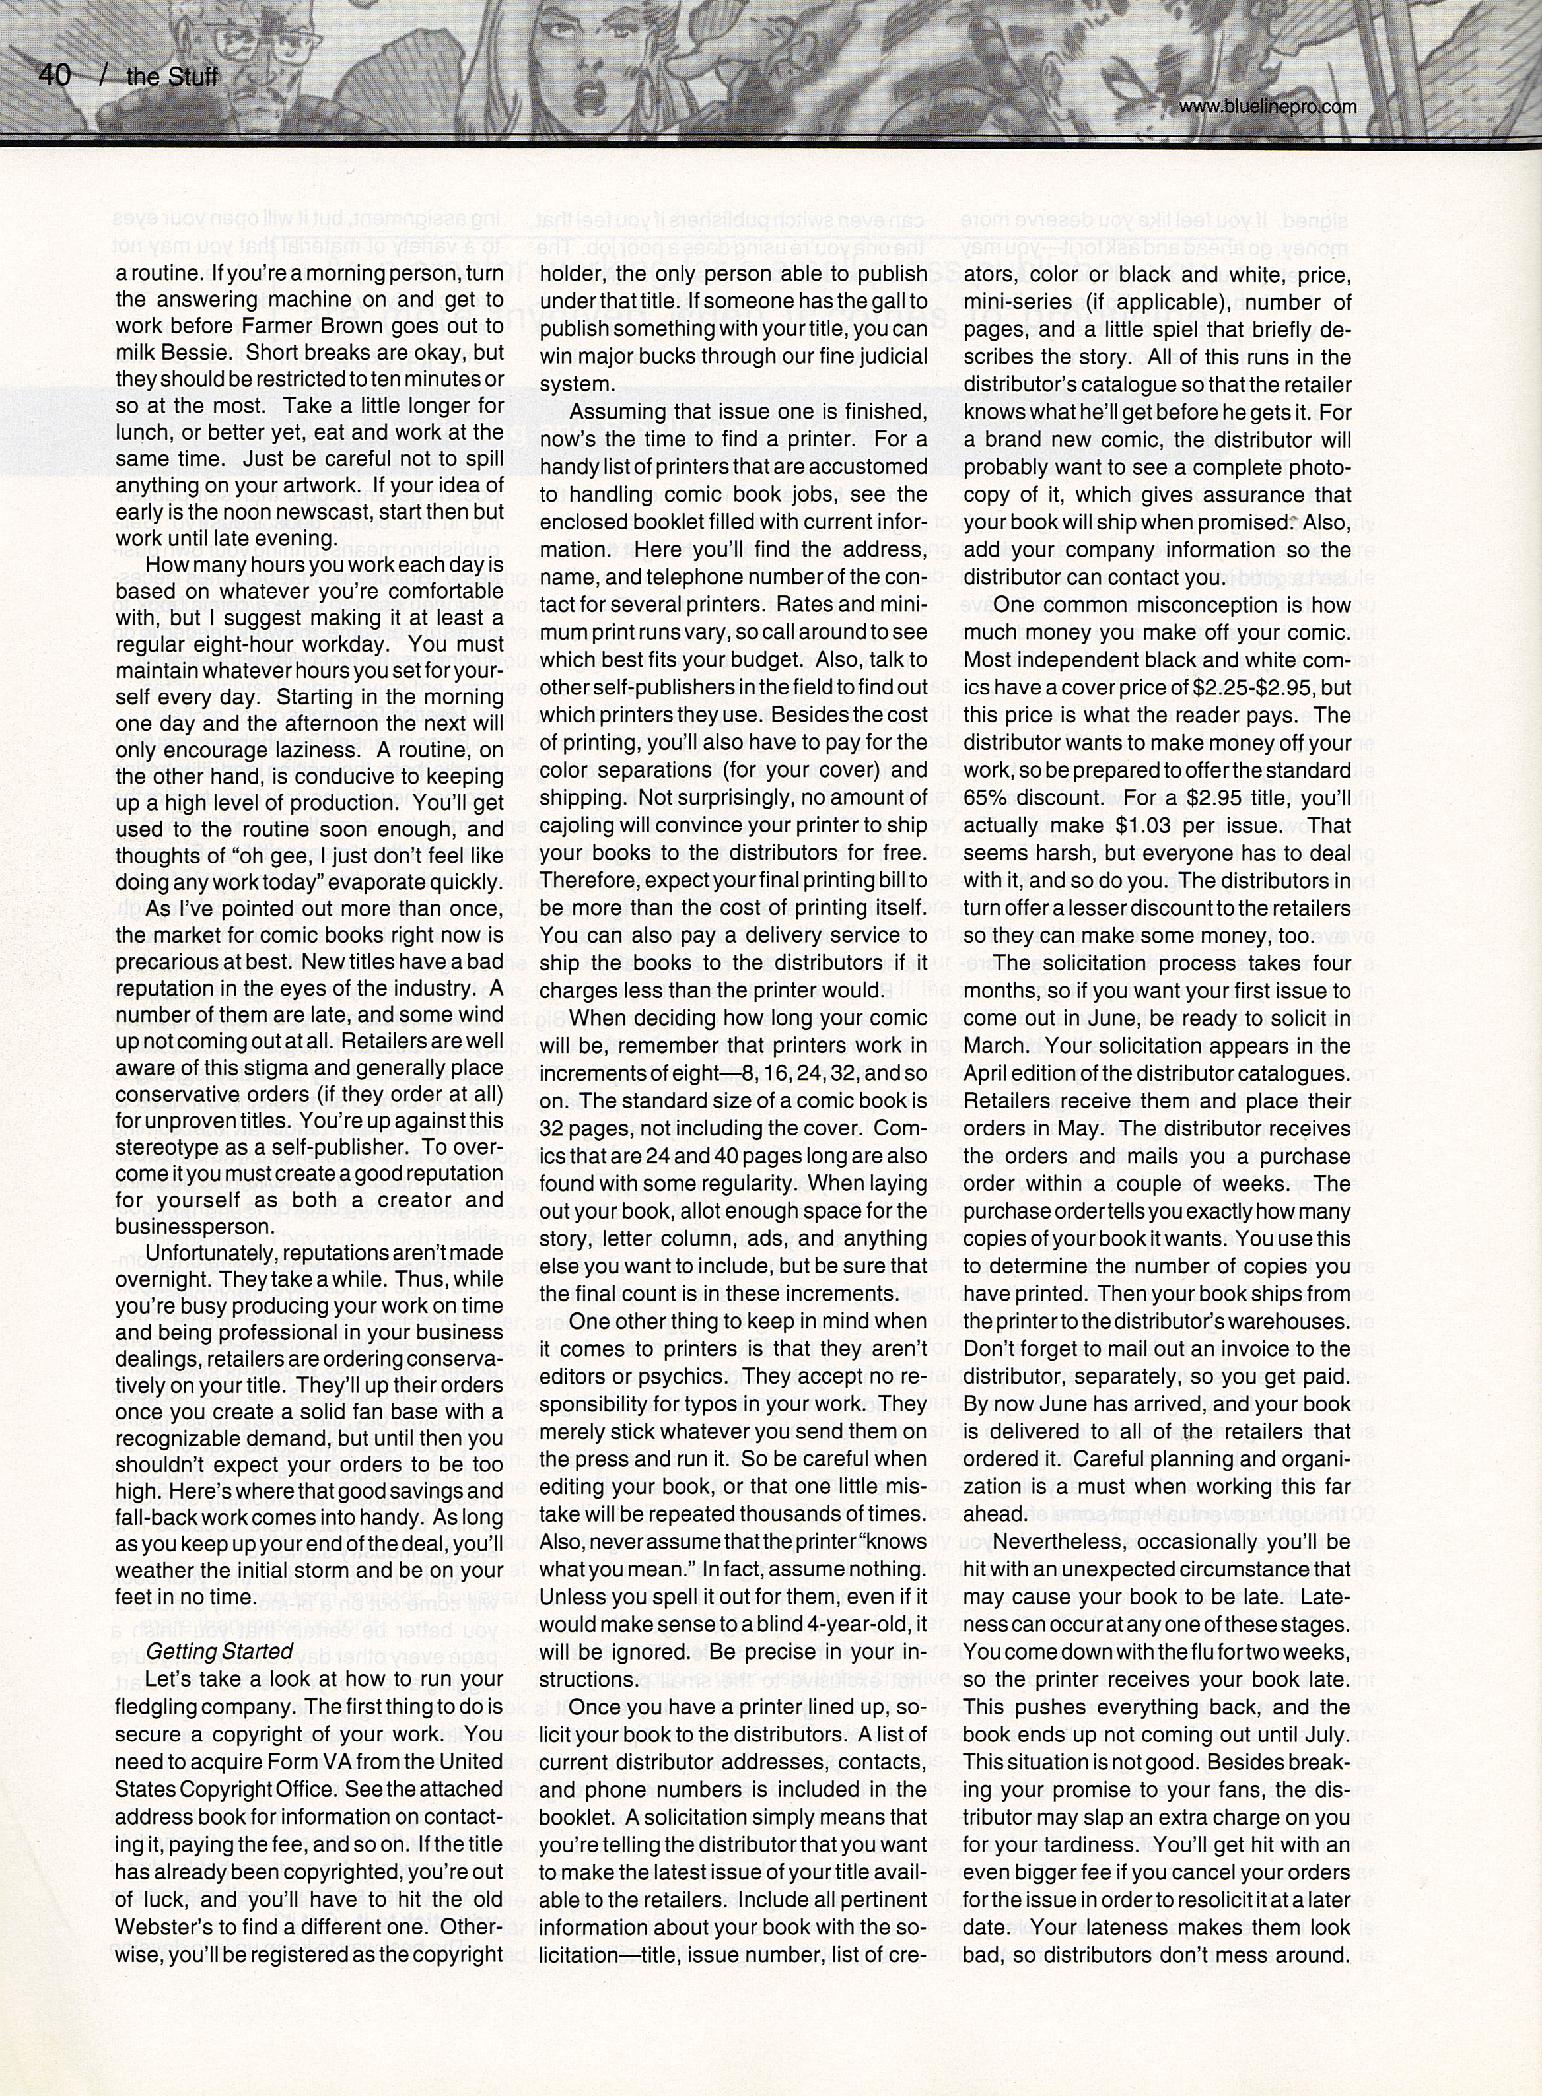 40 / the Stuff
www.bluelinepro.com
a routine. If you're a morning person, turn
the answering machine on and get to
work before Farmer Brown goes out to
milk Bessie. Short breaks are okay, but
they should be restricted to ten minutes or
so at the most. Take a little longer for
lunch, or better yet, eat and work at the
same time. Just be careful not to spill
anything on your artwork. If your idea of
early is the noon newscast, start then but
work until late evening.
How many hours you work each day is
based on whatever you're comfortable
with, but I suggest making it at least a
regular eight-hour workday. You must
maintain whatever hours you set for your-
self every day. Starting in the morning
one day and the afternoon the next will
only encourage laziness. A routine, on
the other hand, is conducive to keeping
up a high level of production. You'll get
used to the routine soon enough, and
thoughts of "oh gee, I just don't feel like
doing any work today" evaporate quickly.
As I've pointed out more than once,
the market for comic books right now is
precarious at best. New titles have a bad
reputation in the eyes of the industry. A
number of them are late, and some wind
up not coming out at all. Retailers are well
aware of this stigma and generally place
conservative orders (if they order at all)
for unproven titles. You're up against this
stereotype as a self-publisher. To over-
come it you must create a good reputation
for yourself as both a creator and
businessperson.
Unfortunately, reputations aren't made
overnight. They take a while. Thus, while
you're busy producing your work on time
and being professional in your business
dealings, retailers are ordering conserva-
tively on your title. They'll up their orders
once you create a solid fan base with a
recognizable demand, but until then you
shouldn't expect your orders to be too
high. Here's where that good savings and
fall-back work comes into handy. As long
as you keep up your end of the deal, you'll
weather the initial storm and be on your
feet in no time.
Getting Started
Let's take a look at how to run your
fledgling company. The first thing to do is
secure a copyright of your work. You
need to acquire Form VA from the United
States Copyright Office. See the attached
address book for information on contact-
ing it, paying the fee, and so on. If the title
has already been copyrighted, you're out
of luck, and you'll have to hit the old
Webster's to find a different one. Other-
wise, you'll be registered as the copyright
holder, the only person able to publish
under that title. If someone has the gall to
publish something with your title, you can
win major bucks through our fine judicial
system.
Assuming that issue one is finished,
now's the time to find a printer. For a
handy list of printers that are accustomed
to handling comic book jobs, see the
enclosed booklet filled with current infor-
mation. Here you'll find the address,
name, and telephone number of the con-
tact for several printers. Rates and mini-
mum print runs vary, so call around to see
which best fits your budget. Also, talk to
other self-publishers in the field to find out
which printers they use. Besides the cost
of printing, you'll also have to pay for the
color separations (for your cover) and
shipping. Not surprisingly, no amount of
cajoling will convince your printer to ship
your books to the distributors for free.
Therefore, expect your final printing bill to
be more than the cost of printing itself.
You can also pay a delivery service to
ship the books to the distributors if it
charges less than the printer would.
When deciding how long your comic
will be, remember that printers work in
increments of eight—8, 16, 24, 32, and so
on. The standard size of a comic book is
32 pages, not including the cover. Com-
ics that are 24 and 40 pages long are also
found with some regularity. When laying
out your book, allot enough space for the
story, letter column, ads, and anything
else you want to include, but be sure that
the final count is in these increments.
One other thing to keep in mind when
it comes to printers is that they aren't
editors or psychics. They accept no re-
sponsibility for typos in your work. They
merely stick whatever you send them on
the press and run it. So be careful when
editing your book, or that one little mis-
take will be repeated thousands of times.
Also, never assume that the printer "knows
what you mean." In fact, assume nothing.
Unless you spell it out for them, even if it
would make sense to a blind 4-year-old, it
will be ignored. Be precise in your in-
structions.
Once you have a printer lined up, so-
licit your book to the distributors. A list of
current distributor addresses, contacts,
and phone numbers is included in the
booklet. A solicitation simply means that
you're telling the distributor that you want
to make the latest issue of your title avail-
able to the retailers. Include all pertinent
information about your book with the so-
licitation—title, issue number, list of cre-
ators, color or black and white, price,
mini-series (if applicable), number of
pages, and a little spiel that briefly de-
scribes the story. All of this runs in the
distributor's catalogue so that the retailer
knows what he'll get before he gets it. For
a brand new comic, the distributor will
probably want to see a complete photo-
copy of it, which gives assurance that
your book will ship when promised. Also,
add your company information so the
distributor can contact you.
One common misconception is how
much money you make off your comic.
Most independent black and white com-
ics have a cover price of $2.25-$2.95, but
this price is what the reader pays. The
distributor wants to make money off your
work, so be prepared to offer the standard
65% discount. For a $2.95 title, you'll
actually make $1.03 per issue. That
seems harsh, but everyone has to deal
with it, and so do you. The distributors in
turn offer a lesser discount to the retailers
so they can make some money, too.
The solicitation process takes four
months, so if you want your first issue to
come out in June, be ready to solicit in
March. Your solicitation appears in the
April edition of the distributor catalogues.
Retailers receive them and place their
orders in May. The distributor receives
the orders and mails you a purchase
order within a couple of weeks. The
purchase order tells you exactly how many
copies of your book it wants. You use this
to determine the number of copies you
have printed. Then your book ships from
the printer to the distributor's warehouses.
Don't forget to mail out an invoice to the
distributor, separately, so you get paid.
By now June has arrived, and your book
is delivered to all of the retailers that
ordered it. Careful planning and organi-
zation is a must when working this far
ahead.
Nevertheless, occasionally you'll be
hit with an unexpected circumstance that
may cause your book to be late. Late-
ness can occur at any one of these stages.
You come down with the flu for two weeks,
so the printer receives your book late.
This pushes everything back, and the
book ends up not coming out until July.
This situation is not good. Besides break-
ing your promise to your fans, the dis-
tributor may slap an extra charge on you
for your tardiness. You'll get hit with an
even bigger fee if you cancel your orders
for the issue in order to resolicit it at a later
date. Your lateness makes them look
bad, so distributors don't mess around.